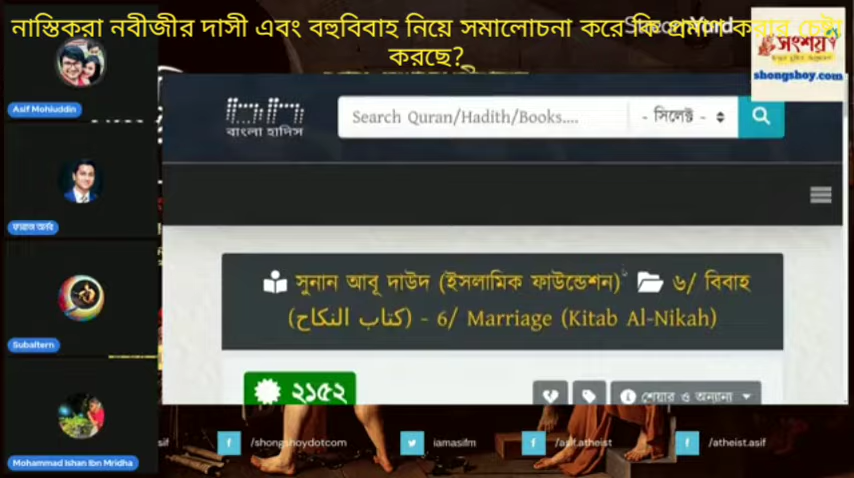 নাস্তিকরা নবীজীর দাসী এবং বহুবিবাহ নিয়ে সমালোচনা করে কি প্রমাণ করার চেষ্টা
করছে?
সংশয়
shongshoy.com
Asif Mohiuddin
বাংলা হাদিস
Search Quran/Hadith/Books....
- সিলেক্ট -
Subaltern
সুনান আবূ দাউদ (ইসলামিক ফাউন্ডেশন) ৬/ বিবাহ
(كتاب النكاح) - 6/ Marriage (Kitab Al-Nikah)
২১৫২
শেয়ার ও অন্যান্য
Mohammad Ishan Ibn Mridha
/shongshoydotcom
iamasifm
/asif.atheist
/atheist.asif